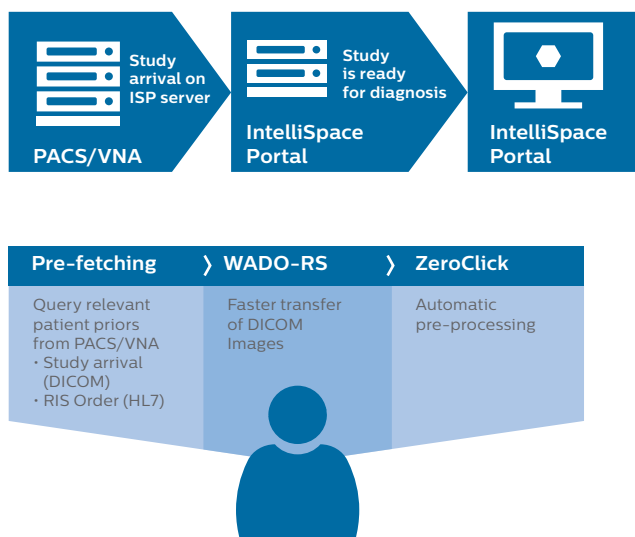 Study
arrival on
ISP server
PACS/VNA
Study
is ready
for diagnosis
IntelliSpace
Portal
IntelliSpace
Portal
Pre-fetching 〉 WADO-RS 〉 ZeroClick
Query relevant
patient priors
from PACS/VNA
· Study arrival
(DICOM)
· RIS Order (HL7)
Faster transfer
of DICOM
Images
Automatic
pre-processing